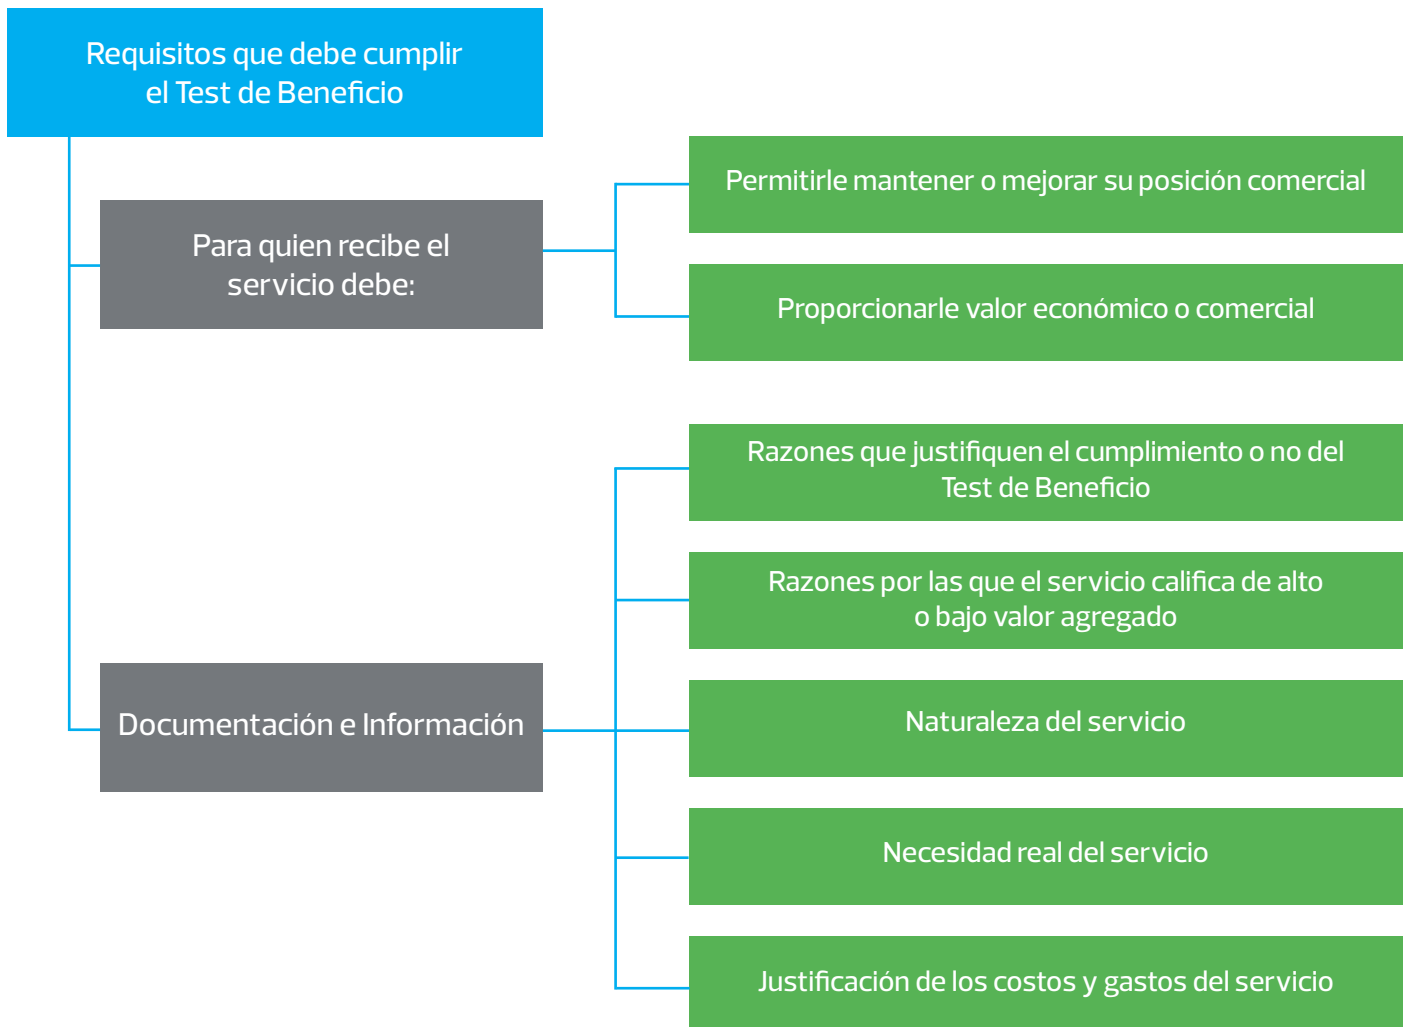 Requisitos que debe cumplir
el Test de Beneficio
Para quien recibe el
servicio debe:
Permitirle mantener o mejorar su posición comercial
Proporcionarle valor económico o comercial
Documentación e Información
Razones que justifiquen el cumplimiento o no del
Test de Beneficio
Razones por las que el servicio califica de alto
o bajo valor agregado
Naturaleza del servicio
Necesidad real del servicio
Justificación de los costos y gastos del servicio